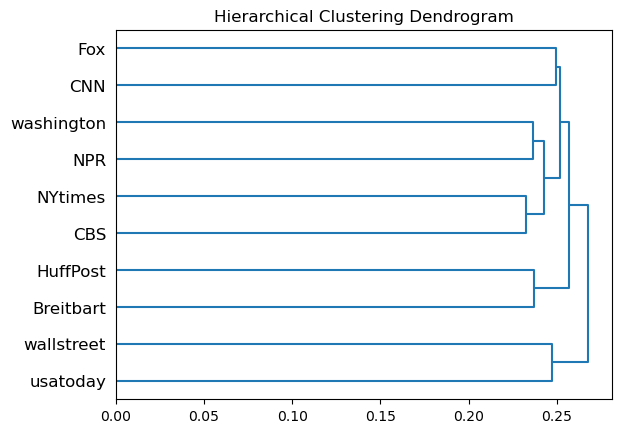 Hierarchical Clustering Dendrogram
Fox
CNN
washington
NPR
NYtimes
CBS
HuffPost
Breitbart
wallstreet
usatoday
0.00 0.05 0.10 0.15 0.20 0.25